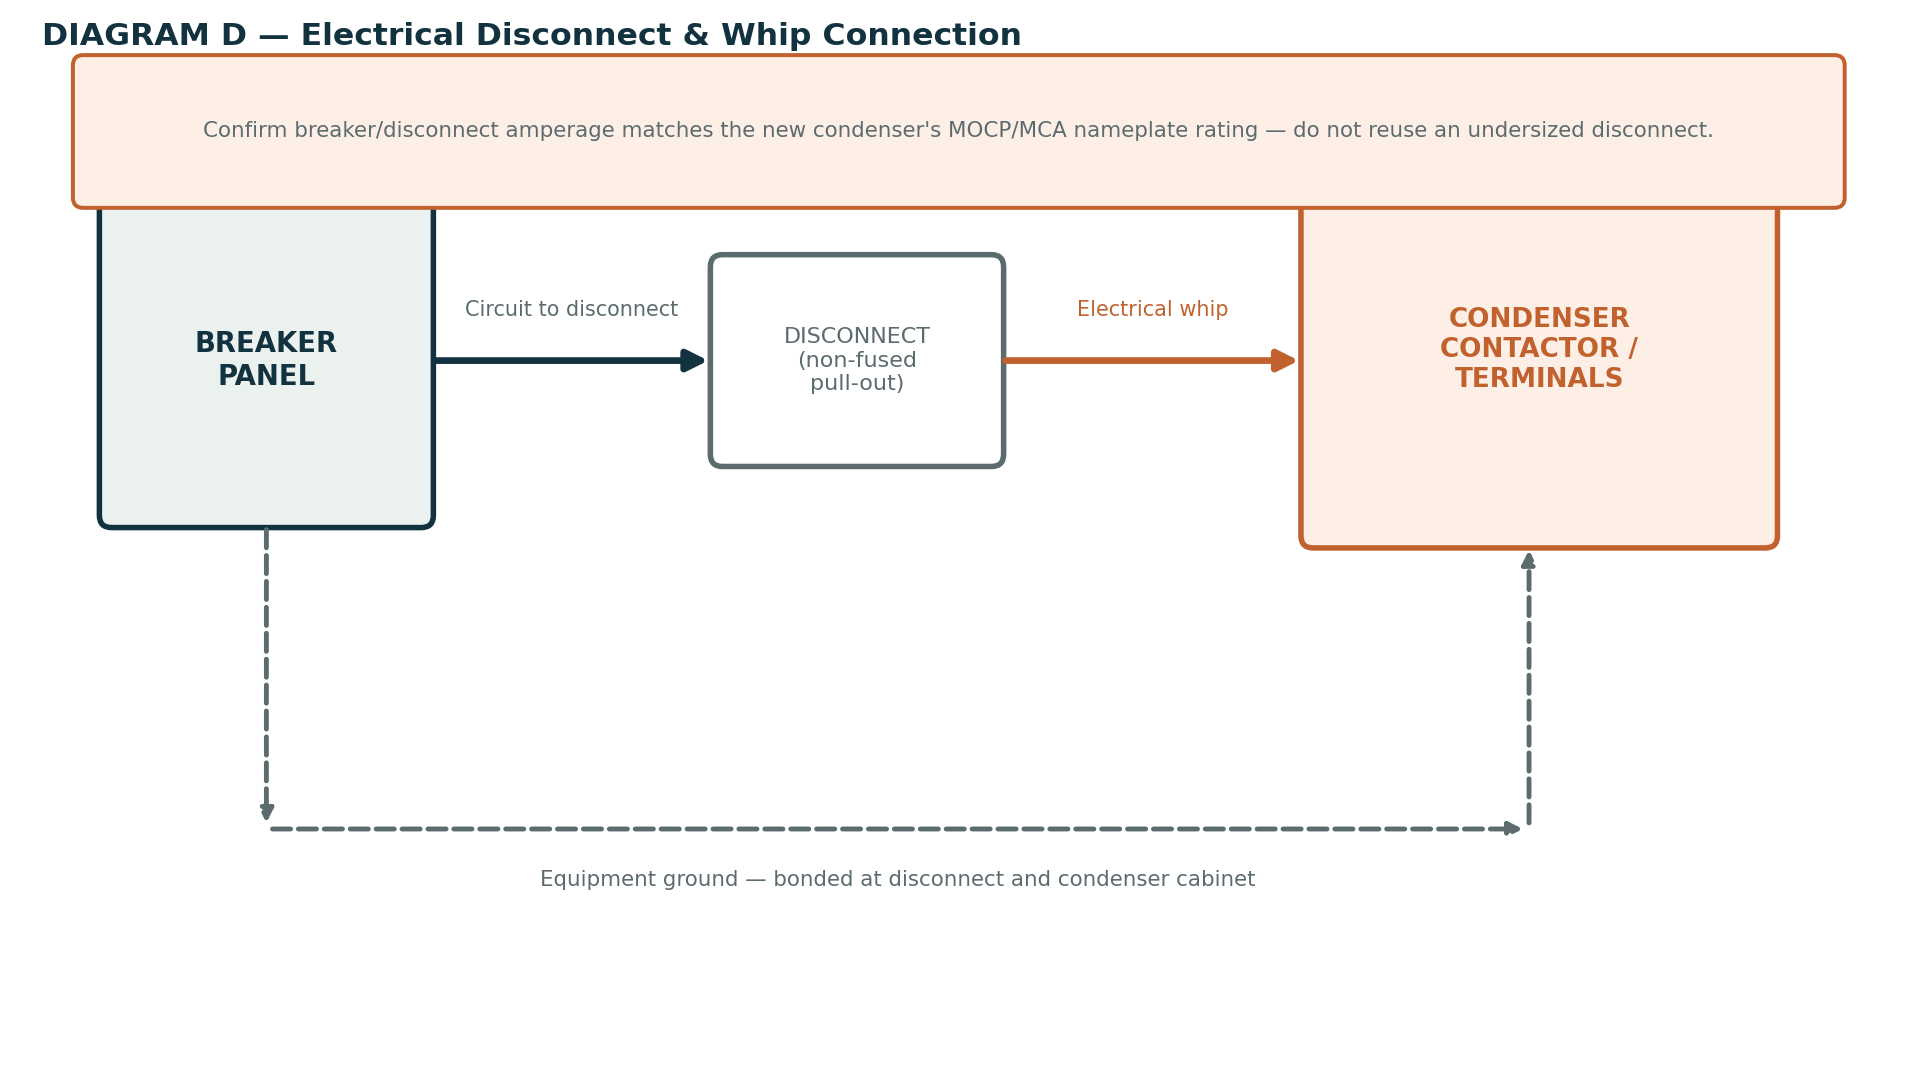 DIAGRAM D — Electrical Disconnect & Whip Connection
Confirm breaker/disconnect amperage matches the new condenser's MOCP/MCA nameplate rating — do not reuse an undersized disconnect.
BREAKER
PANEL
Circuit to disconnect
DISCONNECT
(non-fused
pull-out)
Electrical whip
CONDENSER
CONTACTOR /
TERMINALS
Equipment ground — bonded at disconnect and condenser cabinet